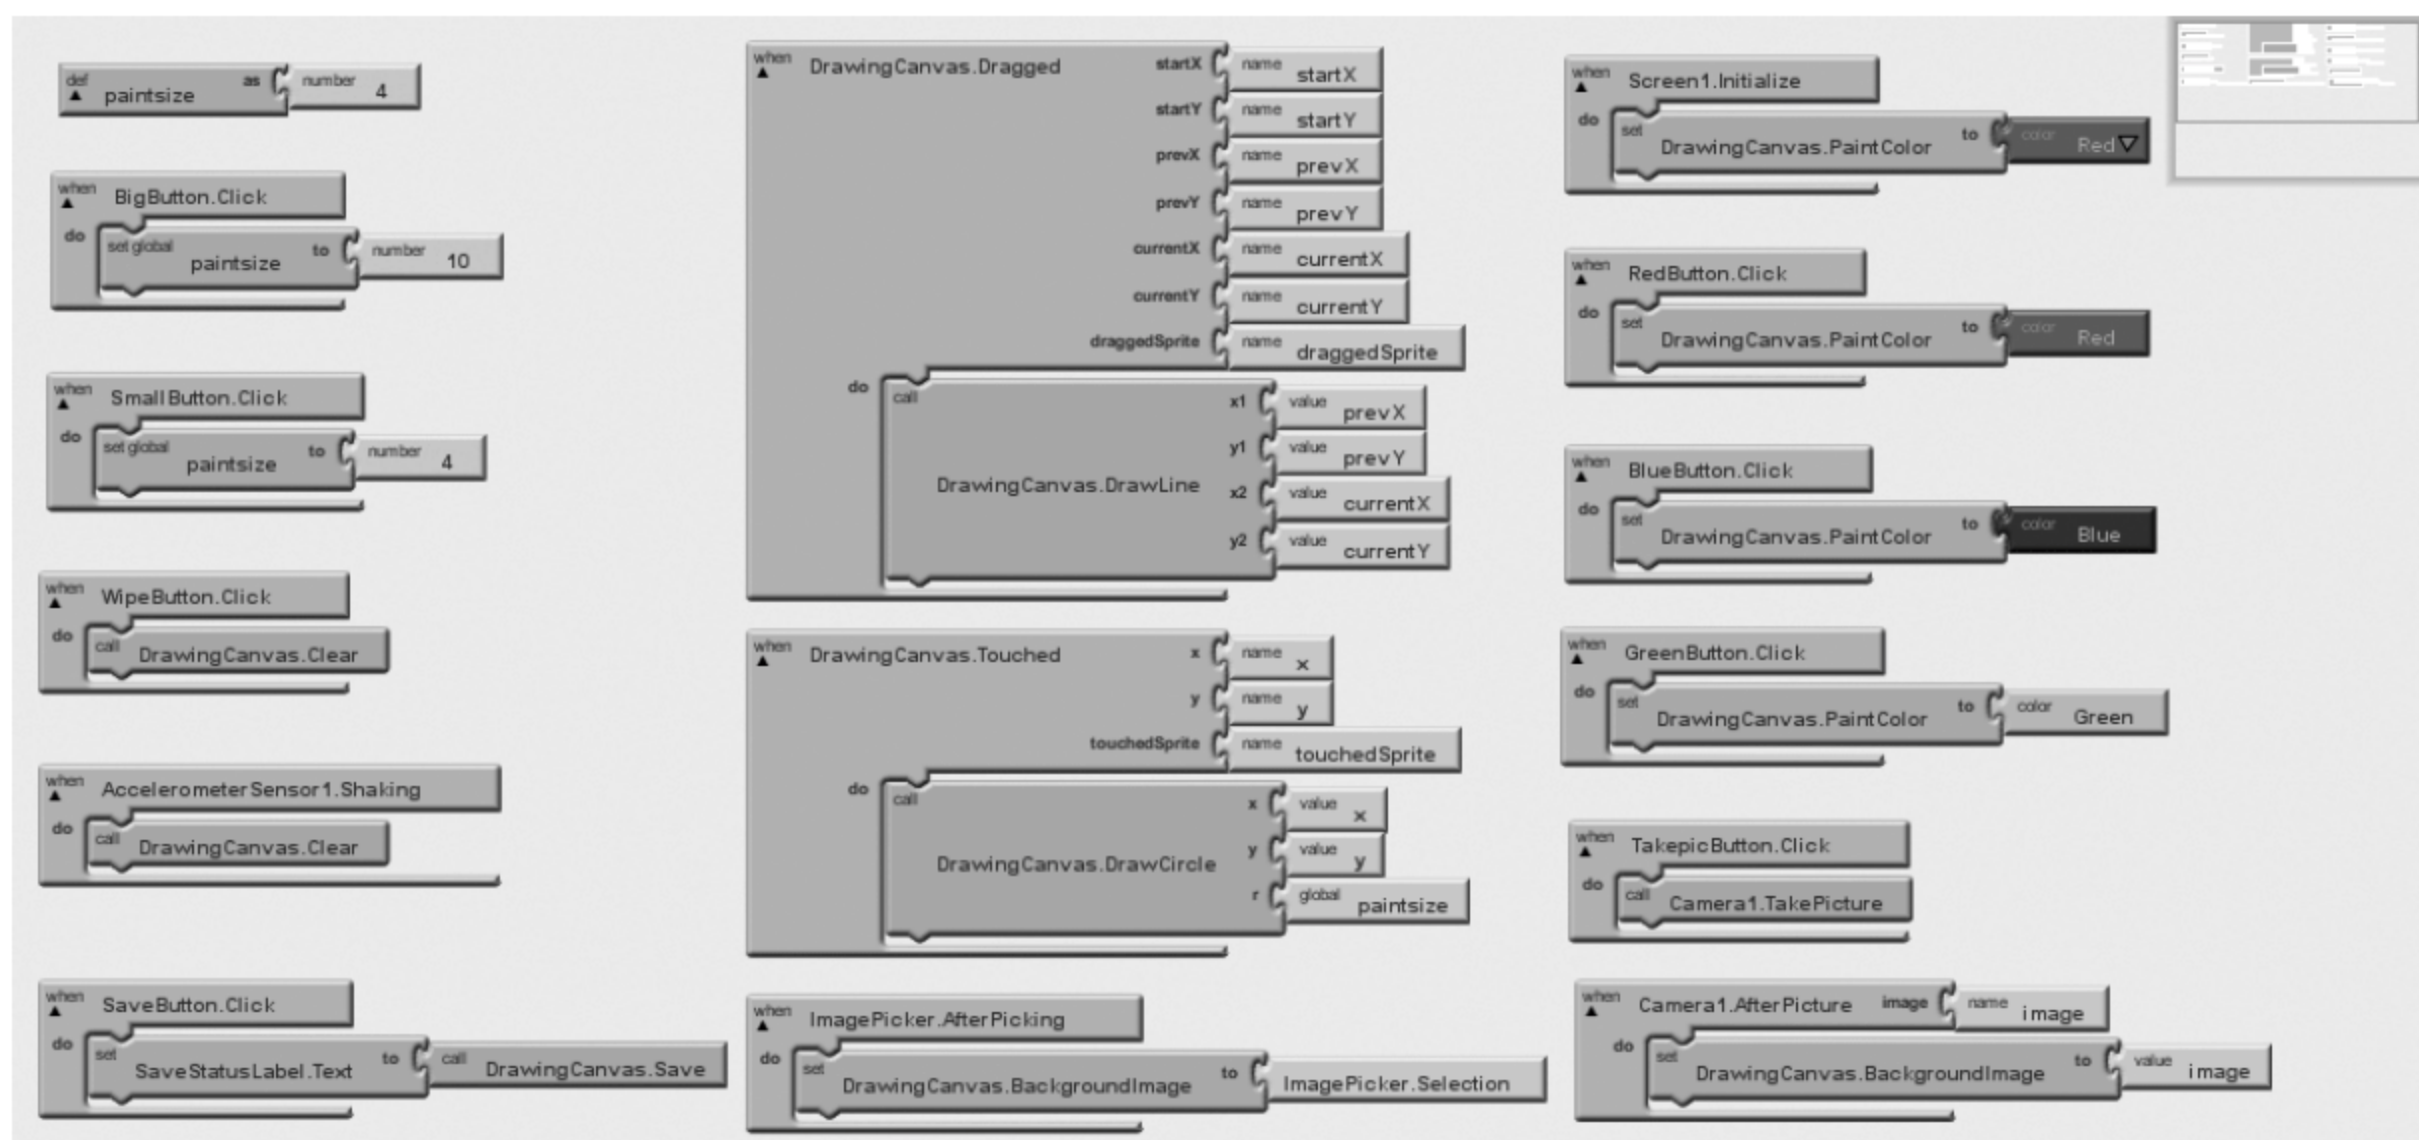 def paintsize as number 4
when BigButton.Click
do set global paintsize to number 10
when SmallButton.Click
do set global paintsize to number 4
when WipeButton.Click
do call DrawingCanvas.Clear
when AccelerometerSensor1.Shaking
do call DrawingCanvas.Clear
when SaveButton.Click
do set SaveStatusLabel.Text to call DrawingCanvas.Save
when DrawingCanvas.Dragged startX name startX
startY name startY
prevX name prevX
prevY name prevY
currentX name currentX
currentY name currentY
draggedSprite name draggedSprite
do call x1 value prevX
y1 value prevY
DrawingCanvas.DrawLine x2 value currentX
y2 value currentY
when DrawingCanvas.Touched x name x
y name y
touchedSprite name touchedSprite
do call x value x
DrawingCanvas.DrawCircle y value y
r global paintsize
when ImagePicker.AfterPicking
do set DrawingCanvas.BackgroundImage to ImagePicker.Selection
when Screen1.Initialize
do set DrawingCanvas.PaintColor to color Red
when RedButton.Click
do set DrawingCanvas.PaintColor to color Red
when BlueButton.Click
do set DrawingCanvas.PaintColor to color Blue
when GreenButton.Click
do set DrawingCanvas.PaintColor to color Green
when TakepicButton.Click
do call Camera1.TakePicture
when Camera1.AfterPicture image name image
do set DrawingCanvas.BackgroundImage to value image